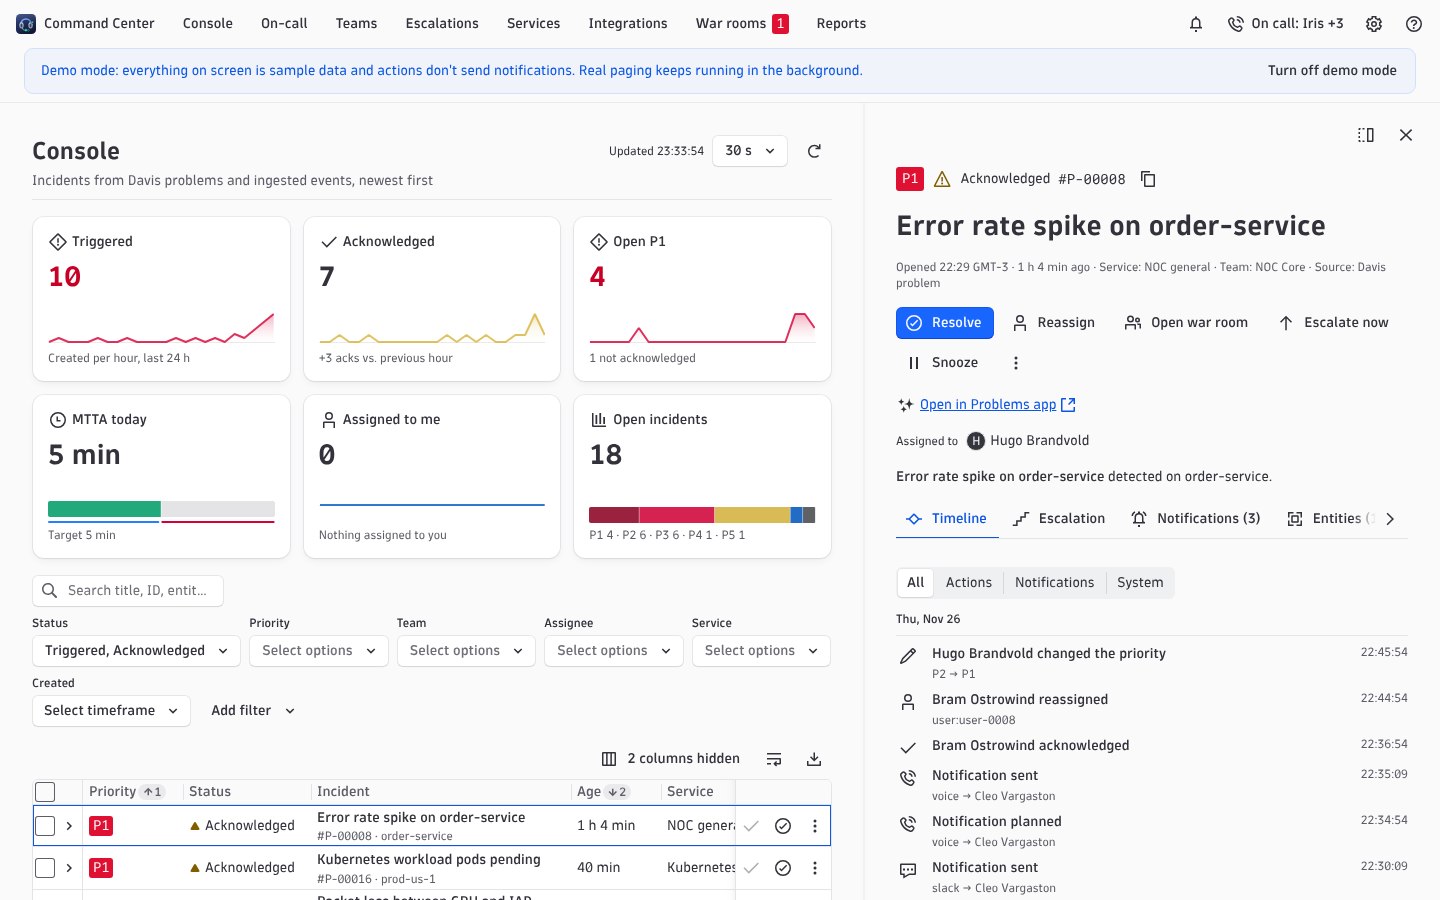 Command Center
Console
On-call
Teams
Escalations
Services
Integrations
War rooms 1
Reports
On call: Iris +3
Demo mode: everything on screen is sample data and actions don't send notifications. Real paging keeps running in the background.
Turn off demo mode
Console
Incidents from Davis problems and ingested events, newest first
Updated 23:33:54
30 s
Triggered
10
Created per hour, last 24 h
Acknowledged
7
+3 acks vs. previous hour
Open P1
4
1 not acknowledged
MTTA today
5 min
Target 5 min
Assigned to me
0
Nothing assigned to you
Open incidents
18
P1 4 · P2 6 · P3 6 · P4 1 · P5 1
Search title, ID, entit...
Status
Triggered, Acknowledged
Priority
Select options
Team
Select options
Assignee
Select options
Service
Select options
Created
Select timeframe
Add filter
2 columns hidden
Priority 1
Status
Incident
Age 2
Service
P1
Acknowledged
Error rate spike on order-service
#P-00008 · order-service
1 h 4 min
NOC genera
P1
Acknowledged
Kubernetes workload pods pending
#P-00016 · prod-us-1
40 min
Kubernetes
P1
Acknowledged
#P-00008
Error rate spike on order-service
Opened 22:29 GMT-3 · 1 h 4 min ago · Service: NOC general · Team: NOC Core · Source: Davis
problem
Resolve
Reassign
Open war room
Escalate now
Snooze
Open in Problems app
Assigned to
H
Hugo Brandvold
Error rate spike on order-service detected on order-service.
Timeline
Escalation
Notifications (3)
Entities (
All
Actions
Notifications
System
Thu, Nov 26
Hugo Brandvold changed the priority
22:45:54
P2 → P1
Bram Ostrowind reassigned
22:44:54
user:user-0008
Bram Ostrowind acknowledged
22:36:54
Notification sent
22:35:09
voice → Cleo Vargaston
Notification planned
22:34:54
voice → Cleo Vargaston
Notification sent
22:30:09
slack → Cleo Vargaston